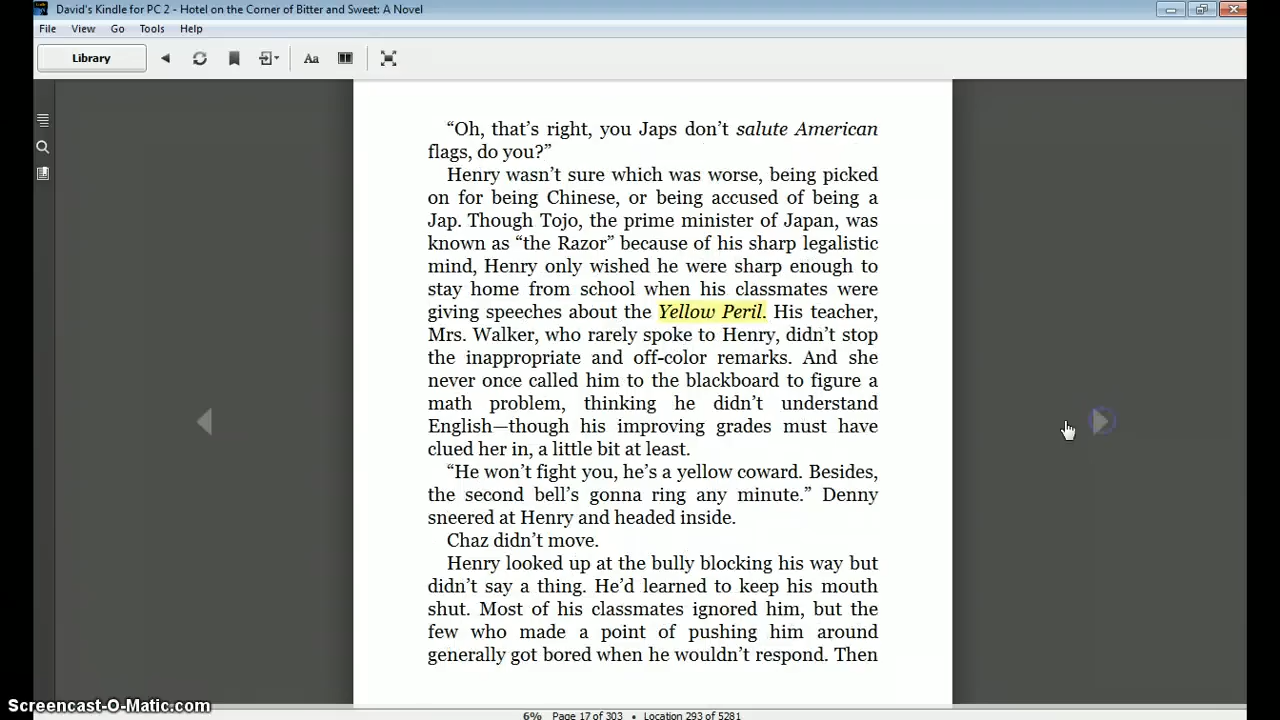 David's Kindle for PC 2 - Hotel on the Corner of Bitter and Sweet: A Novel
File View Go Tools Help
Library
Aa
“Oh, that’s right, you Japs don’t salute American
flags, do you?”
Henry wasn’t sure which was worse, being picked
on for being Chinese, or being accused of being a
Jap. Though Tojo, the prime minister of Japan, was
known as “the Razor” because of his sharp legalistic
mind, Henry only wished he were sharp enough to
stay home from school when his classmates were
giving speeches about the Yellow Peril. His teacher,
Mrs. Walker, who rarely spoke to Henry, didn’t stop
the inappropriate and off-color remarks. And she
never once called him to the blackboard to figure a
math problem, thinking he didn’t understand
English—though his improving grades must have
clued her in, a little bit at least.
“He won’t fight you, he’s a yellow coward. Besides,
the second bell’s gonna ring any minute.” Denny
sneered at Henry and headed inside.
Chaz didn’t move.
Henry looked up at the bully blocking his way but
didn’t say a thing. He’d learned to keep his mouth
shut. Most of his classmates ignored him, but the
few who made a point of pushing him around
generally got bored when he wouldn’t respond. Then
Screencast-O-Matic.com
6% Page 17 of 303 • Location 293 of 5281